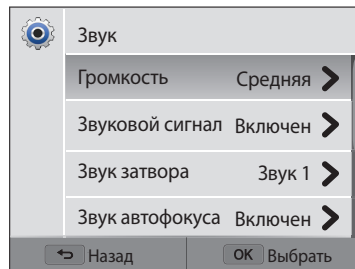 Звук
Громкость Средняя
Звуковой сигнал Включен
Звук затвора Звук 1
Звук автофокуса Включен
Назад OK Выбрать